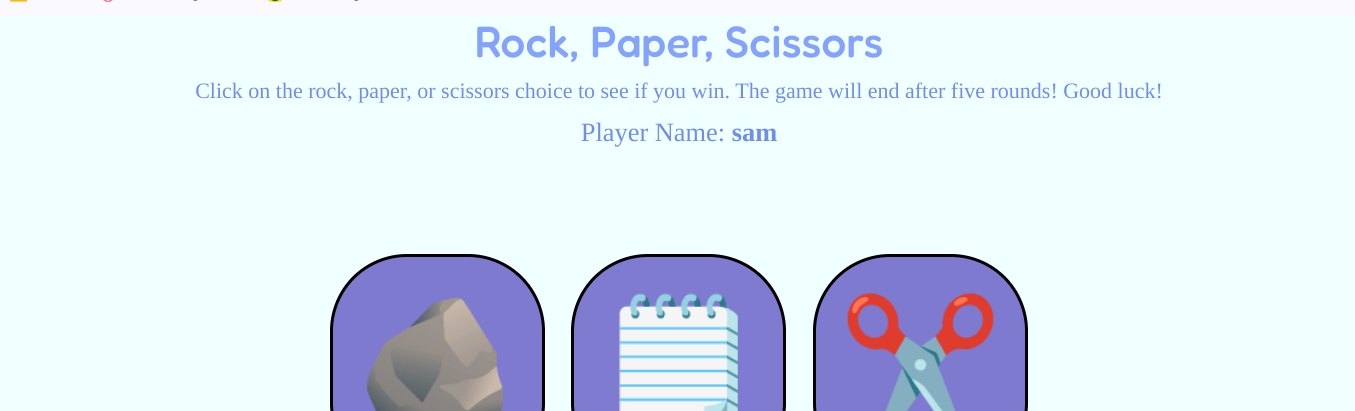 Rock, Paper, Scissors
Click on the rock, paper, or scissors choice to see if you win. The game will end after five rounds! Good luck!
Player Name: sam